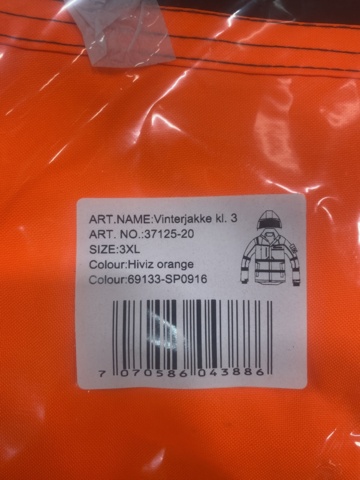 ART.NAME:Vinterjakke kl. 3
ART. NO.:37125-20
SIZE:3XL
Colour:Hiviz orange
Colour:69133-SP0916
7 070586 043886